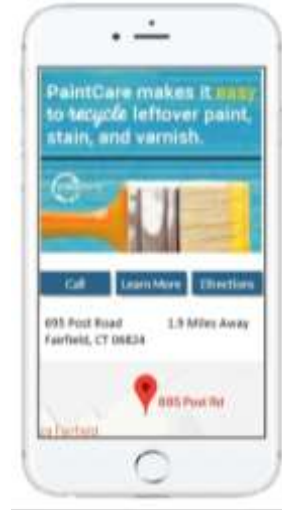 PaintCare makes it easy
to recycle leftover paint,
stain, and varnish.
Call
Learn More
Directions
695 Post Road
1.9 Miles Away
Fairfield, CT 06824
695 Post Rd
Fairfield